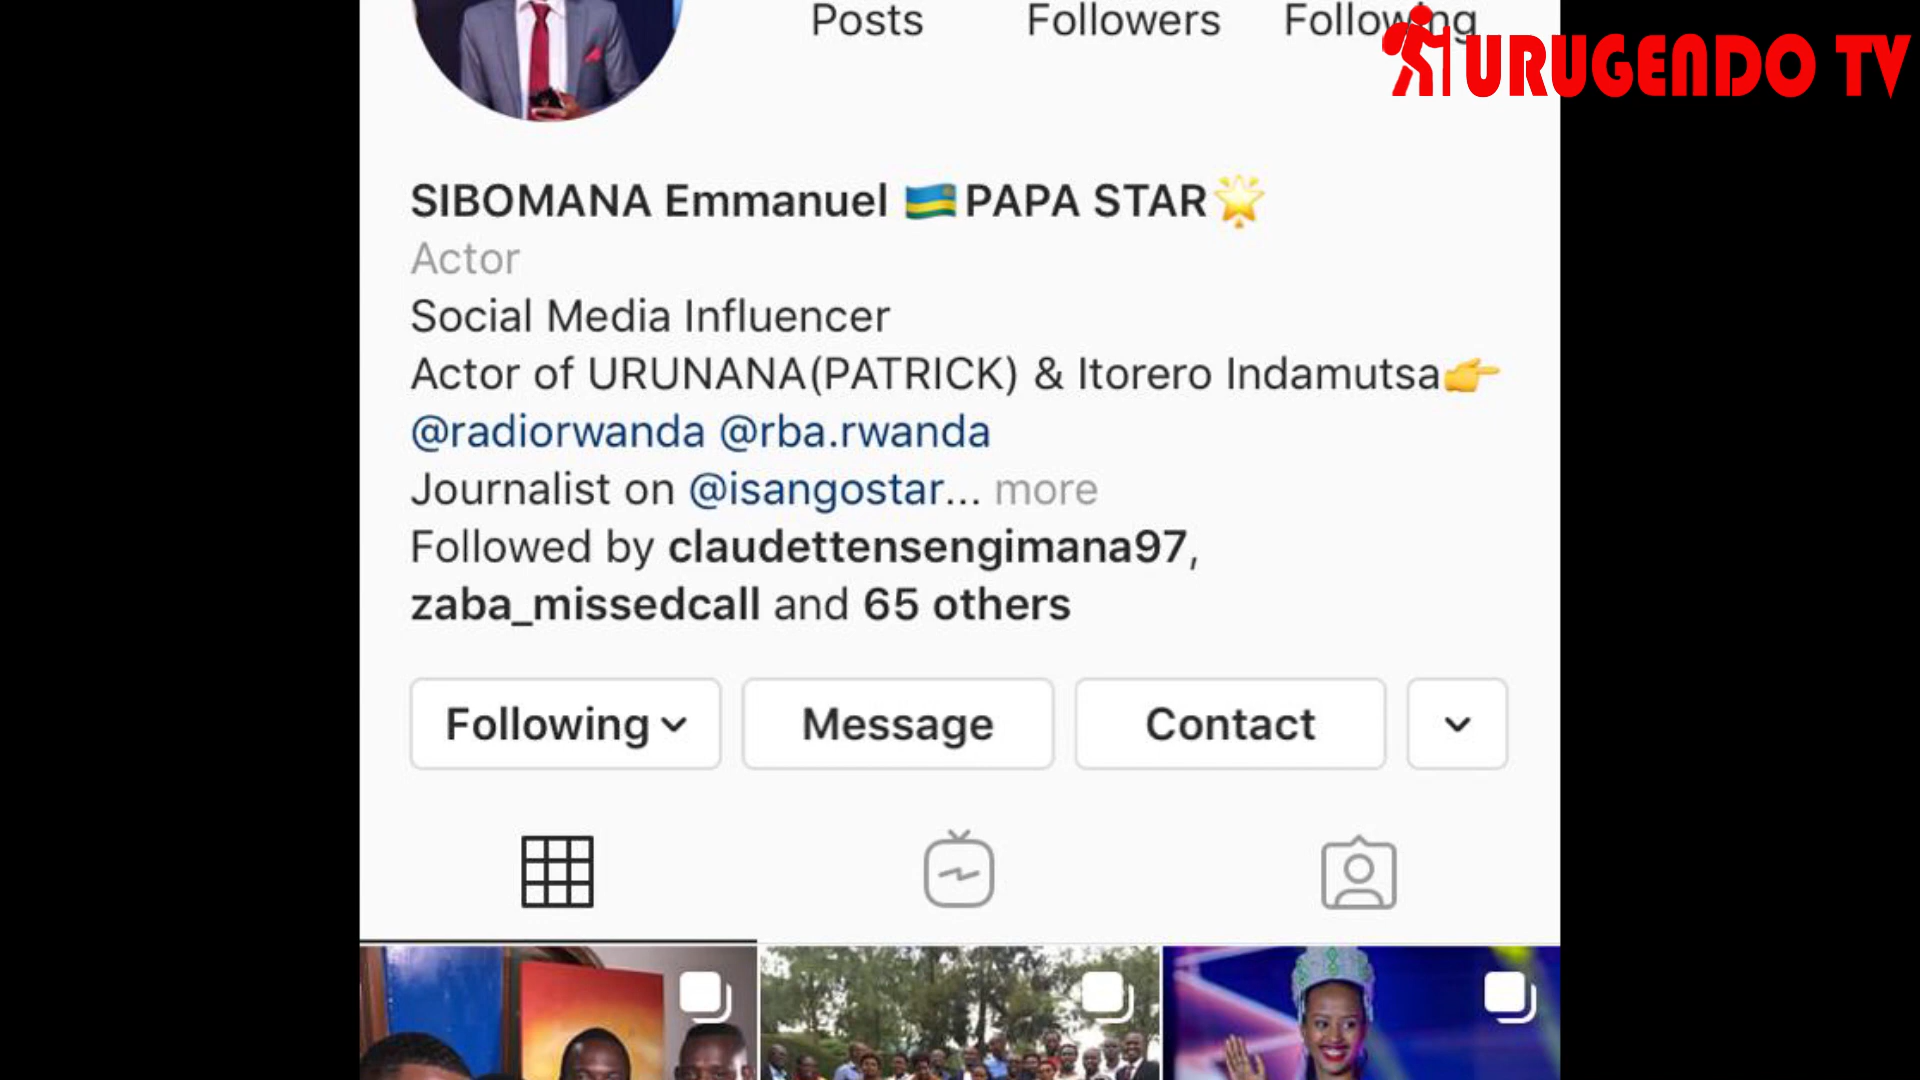 Posts Followers Following
URUGENDO TV
SIBOMANA Emmanuel 🇷🇼PAPA STAR🌟
Actor
Social Media Influencer
Actor of URUNANA(PATRICK) & Itorero Indamutsa👉
@radiorwanda @rba.rwanda
Journalist on @isangostar... more
Followed by claudettensengimana97,
zaba_missedcall and 65 others
Following Message Contact